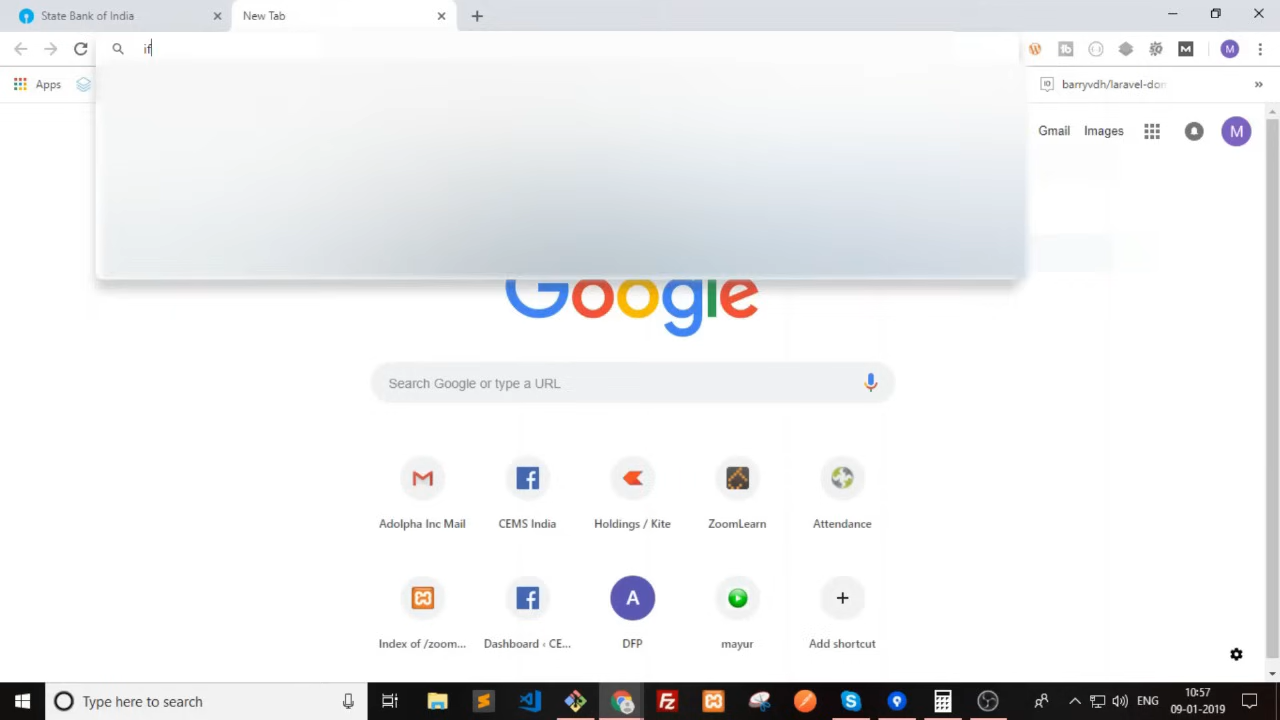 State Bank of India
New Tab
if
Apps
barryvdh/laravel-dom
Gmail Images
M
Google
Search Google or type a URL
Adolpha Inc Mail
CEMS India
Holdings / Kite
ZoomLearn
Attendance
A
Index of /zoom...
Dashboard ‹ CE...
DFP
mayur
Add shortcut
Type here to search
ENG
10:57
09-01-2019